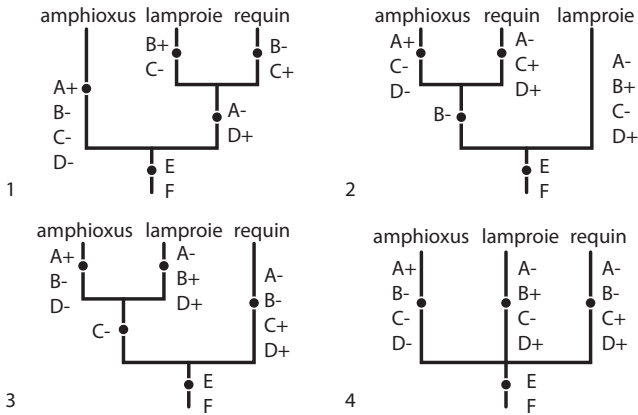 amphioxus lamproie requin
B+
C-
B-
C+
A+
B-
C-
D-
A-
D+
E
F
1
amphioxus requin lamproie
A+
C-
D-
A-
C+
D+
A-
B+
C-
D+
B-
E
F
2
amphioxus lamproie requin
A+
B-
D-
A-
B+
D+
A-
B-
C+
D+
C-
E
F
3
amphioxus lamproie requin
A+
B-
C-
D-
A-
B+
C-
D+
A-
B-
C+
D+
E
F
4